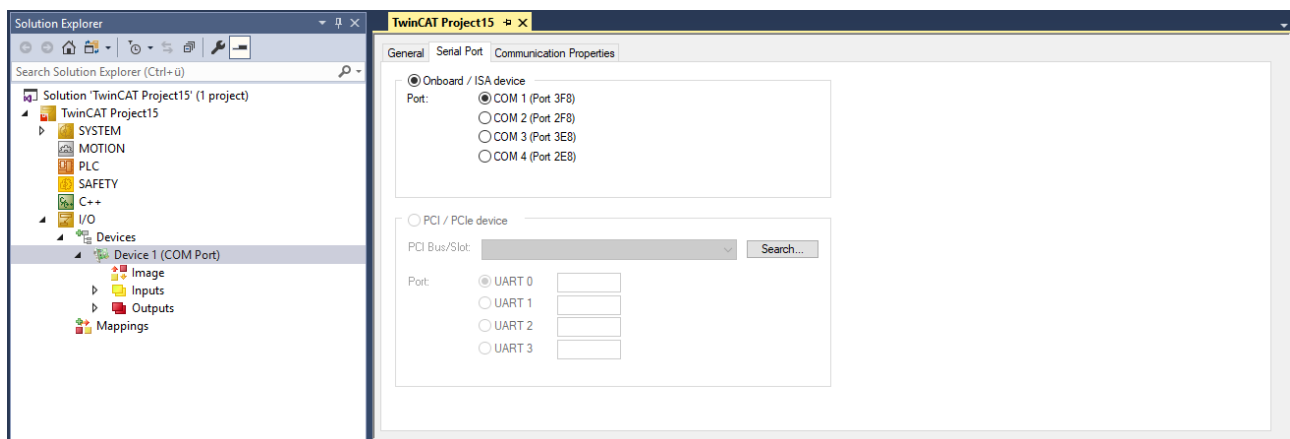 Solution Explorer
Search Solution Explorer (Ctrl+ü)
Solution 'TwinCAT Project15' (1 project)
TwinCAT Project15
SYSTEM
MOTION
PLC
SAFETY
C++
I/O
Devices
Device 1 (COM Port)
Image
Inputs
Outputs
Mappings
TwinCAT Project15
General Serial Port Communication Properties
Onboard / ISA device
Port: COM 1 (Port 3F8)
COM 2 (Port 2F8)
COM 3 (Port 3E8)
COM 4 (Port 2E8)
PCI / PCIe device
PCI Bus/Slot: Search...
Port: UART 0
UART 1
UART 2
UART 3